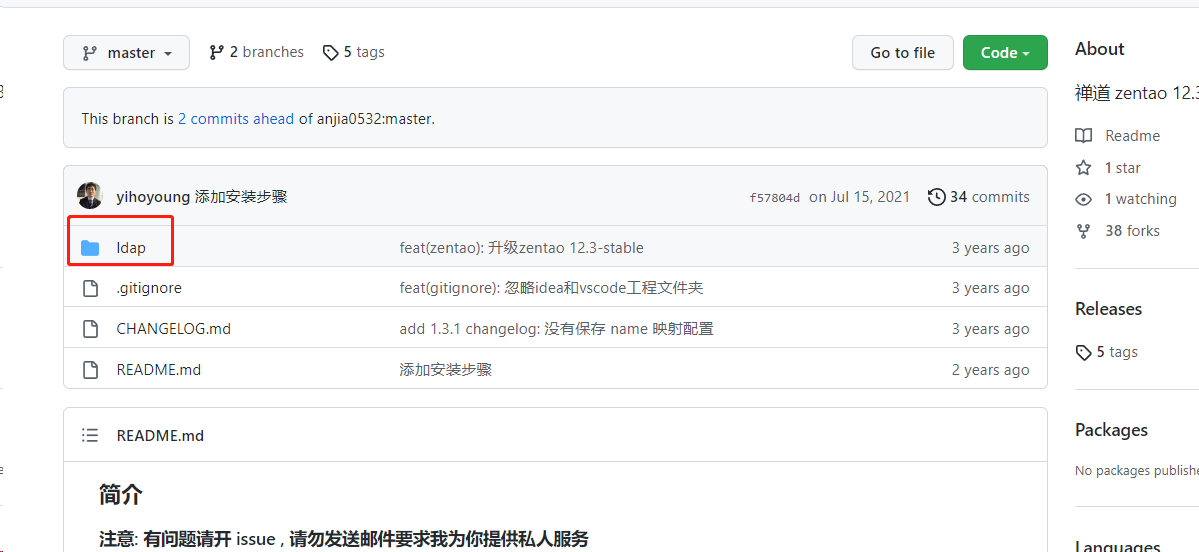 master
2 branches
5 tags
Go to file
Code
This branch is 2 commits ahead of anjia0532:master.
yihoyoung 添加安装步骤
f57804d on Jul 15, 2021
34 commits
ldap
feat(zentao): 升级zentao 12.3-stable
3 years ago
.gitignore
feat(gitignore): 忽略idea和vscode工程文件夹
3 years ago
CHANGELOG.md
add 1.3.1 changelog: 没有保存 name 映射配置
3 years ago
README.md
添加安装步骤
2 years ago
README.md
简介
注意: 有问题请开 issue , 请勿发送邮件要求我为你提供私人服务
About
禅道 zentao 12.3
Readme
1 star
1 watching
38 forks
Releases
5 tags
Packages
No packages publishe
Languages